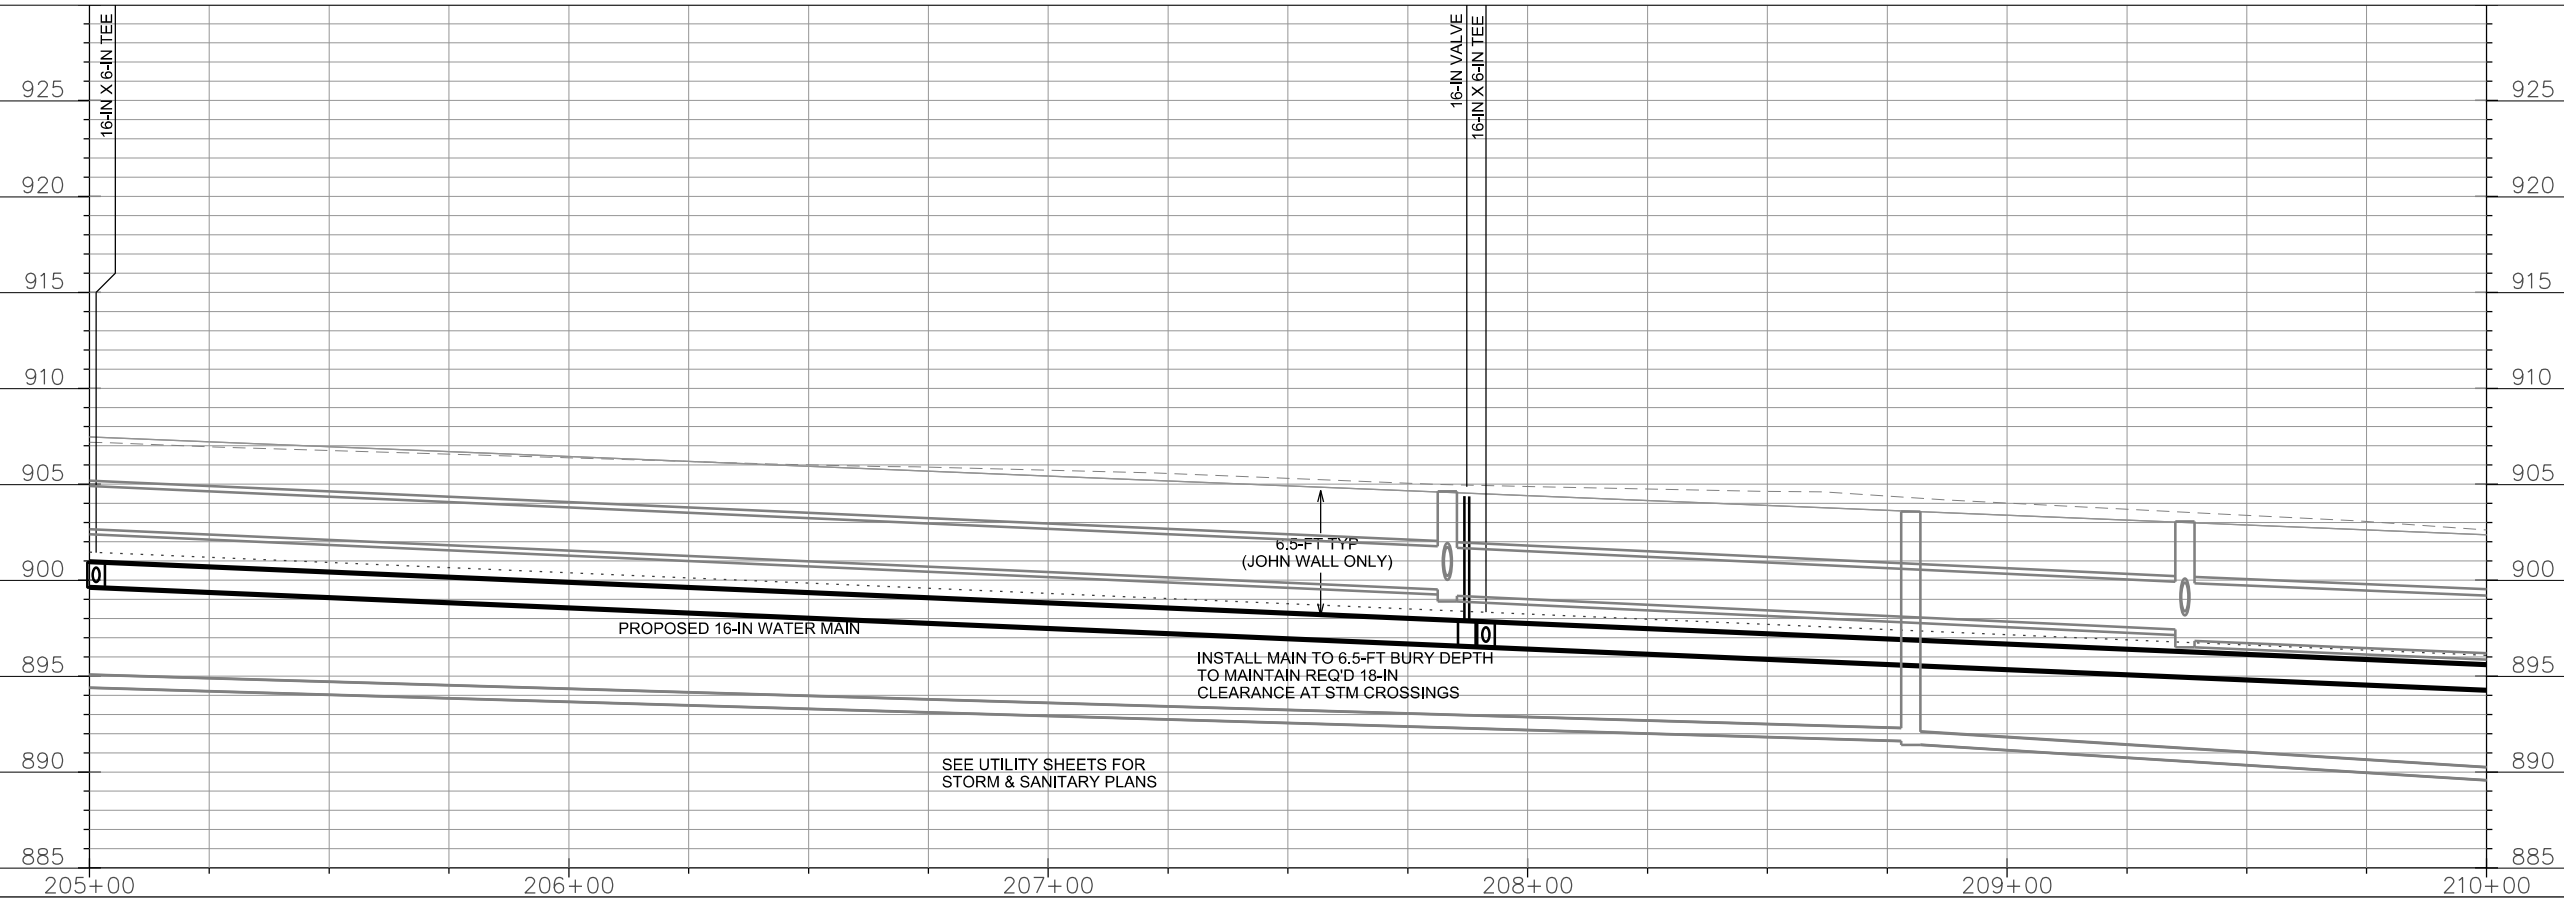 16-IN X 6-IN TEE
16-IN VALVE
16-IN X 6-IN TEE
925
925
920
920
915
915
910
910
905
905
6.5-FT TYP
(JOHN WALL ONLY)
900
900
PROPOSED 16-IN WATER MAIN
INSTALL MAIN TO 6.5-FT BURY DEPTH
TO MAINTAIN REQ'D 18-IN
CLEARANCE AT STM CROSSINGS
895
895
SEE UTILITY SHEETS FOR
STORM & SANITARY PLANS
890
890
885
885
205+00
206+00
207+00
208+00
209+00
210+00